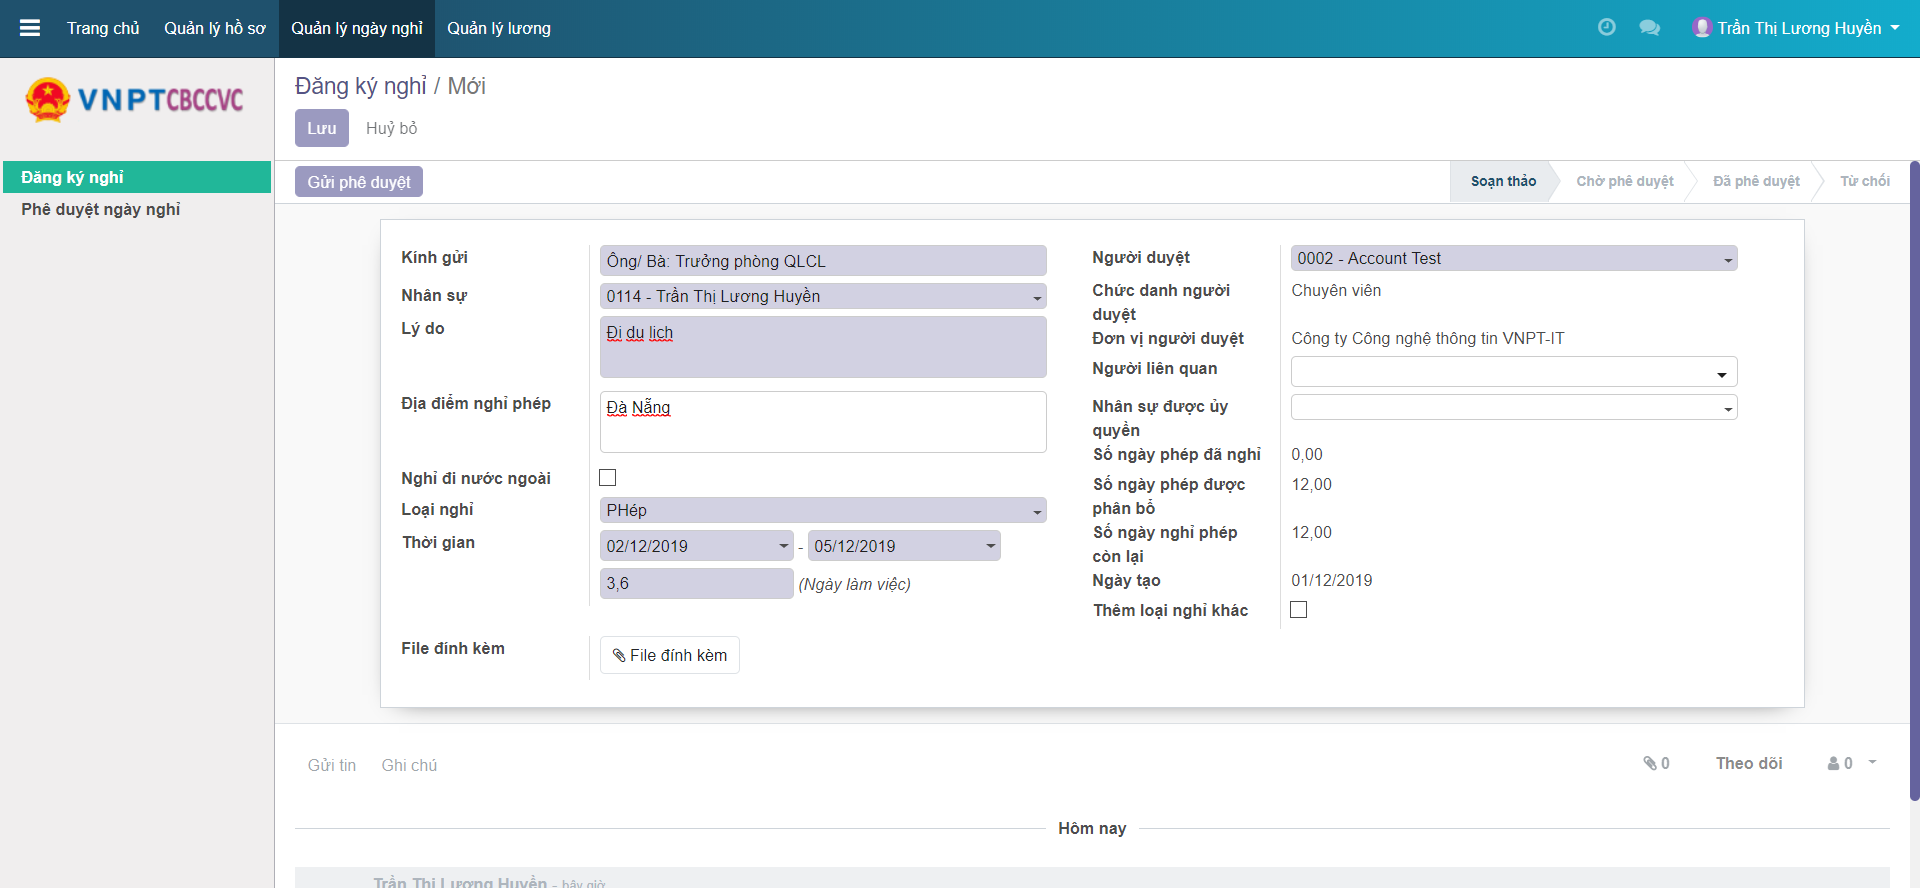 Trang chủ Quản lý hồ sơ Quản lý ngày nghỉ Quản lý lương Trần Thị Lương Huyền
VNPT CBCCVC
Đăng ký nghỉ
Phê duyệt ngày nghỉ
Đăng ký nghỉ / Mới
Lưu Huỷ bỏ
Gửi phê duyệt
Soạn thảo Chờ phê duyệt Đã phê duyệt Từ chối
Kính gửi Ông/ Bà: Trưởng phòng QLCL
Nhân sự 0114 - Trần Thị Lương Huyền
Lý do Đi du lich
Địa điểm nghỉ phép Đà Nẵng
Nghỉ đi nước ngoài
Loại nghỉ PHép
Thời gian 02/12/2019 - 05/12/2019
3,6 (Ngày làm việc)
File đính kèm File đính kèm
Người duyệt 0002 - Account Test
Chức danh người Chuyên viên
duyệt
Đơn vị người duyệt Công ty Công nghệ thông tin VNPT-IT
Người liên quan
Nhân sự được ủy
quyền
Số ngày phép đã nghỉ 0,00
Số ngày phép được 12,00
phân bổ
Số ngày nghỉ phép 12,00
còn lại
Ngày tạo 01/12/2019
Thêm loại nghỉ khác
Gửi tin Ghi chú 0 Theo dõi 0
Hôm nay
Trần Thị Lương Huyền - bây giờ